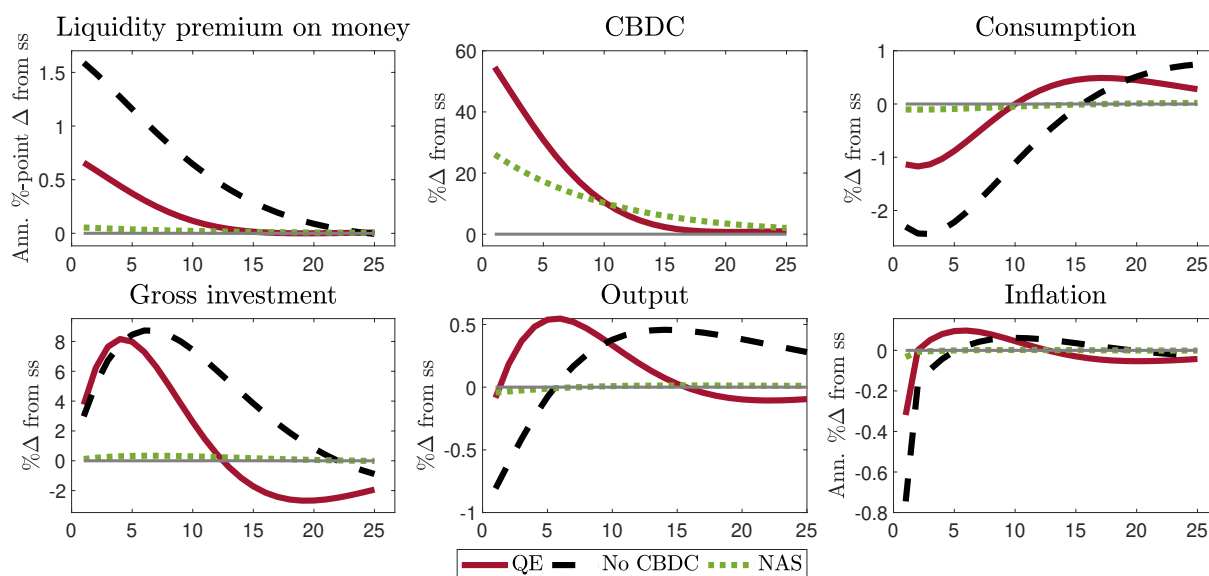 Liquidity premium on money
CBDC
Consumption
Ann. %-point Δ from ss
1.5
1
0.5
0
0 5 10 15 20 25
%Δ from ss
60
40
20
0
0 5 10 15 20 25
%Δ from ss
1
0
-1
-2
0 5 10 15 20 25
Gross investment
Output
Inflation
%Δ from ss
8
6
4
2
0
-2
0 5 10 15 20 25
%Δ from ss
0.5
0
-0.5
-1
0 5 10 15 20 25
Ann. %Δ from ss
0
-0.2
-0.4
-0.6
-0.8
0 5 10 15 20 25
QE No CBDC NAS